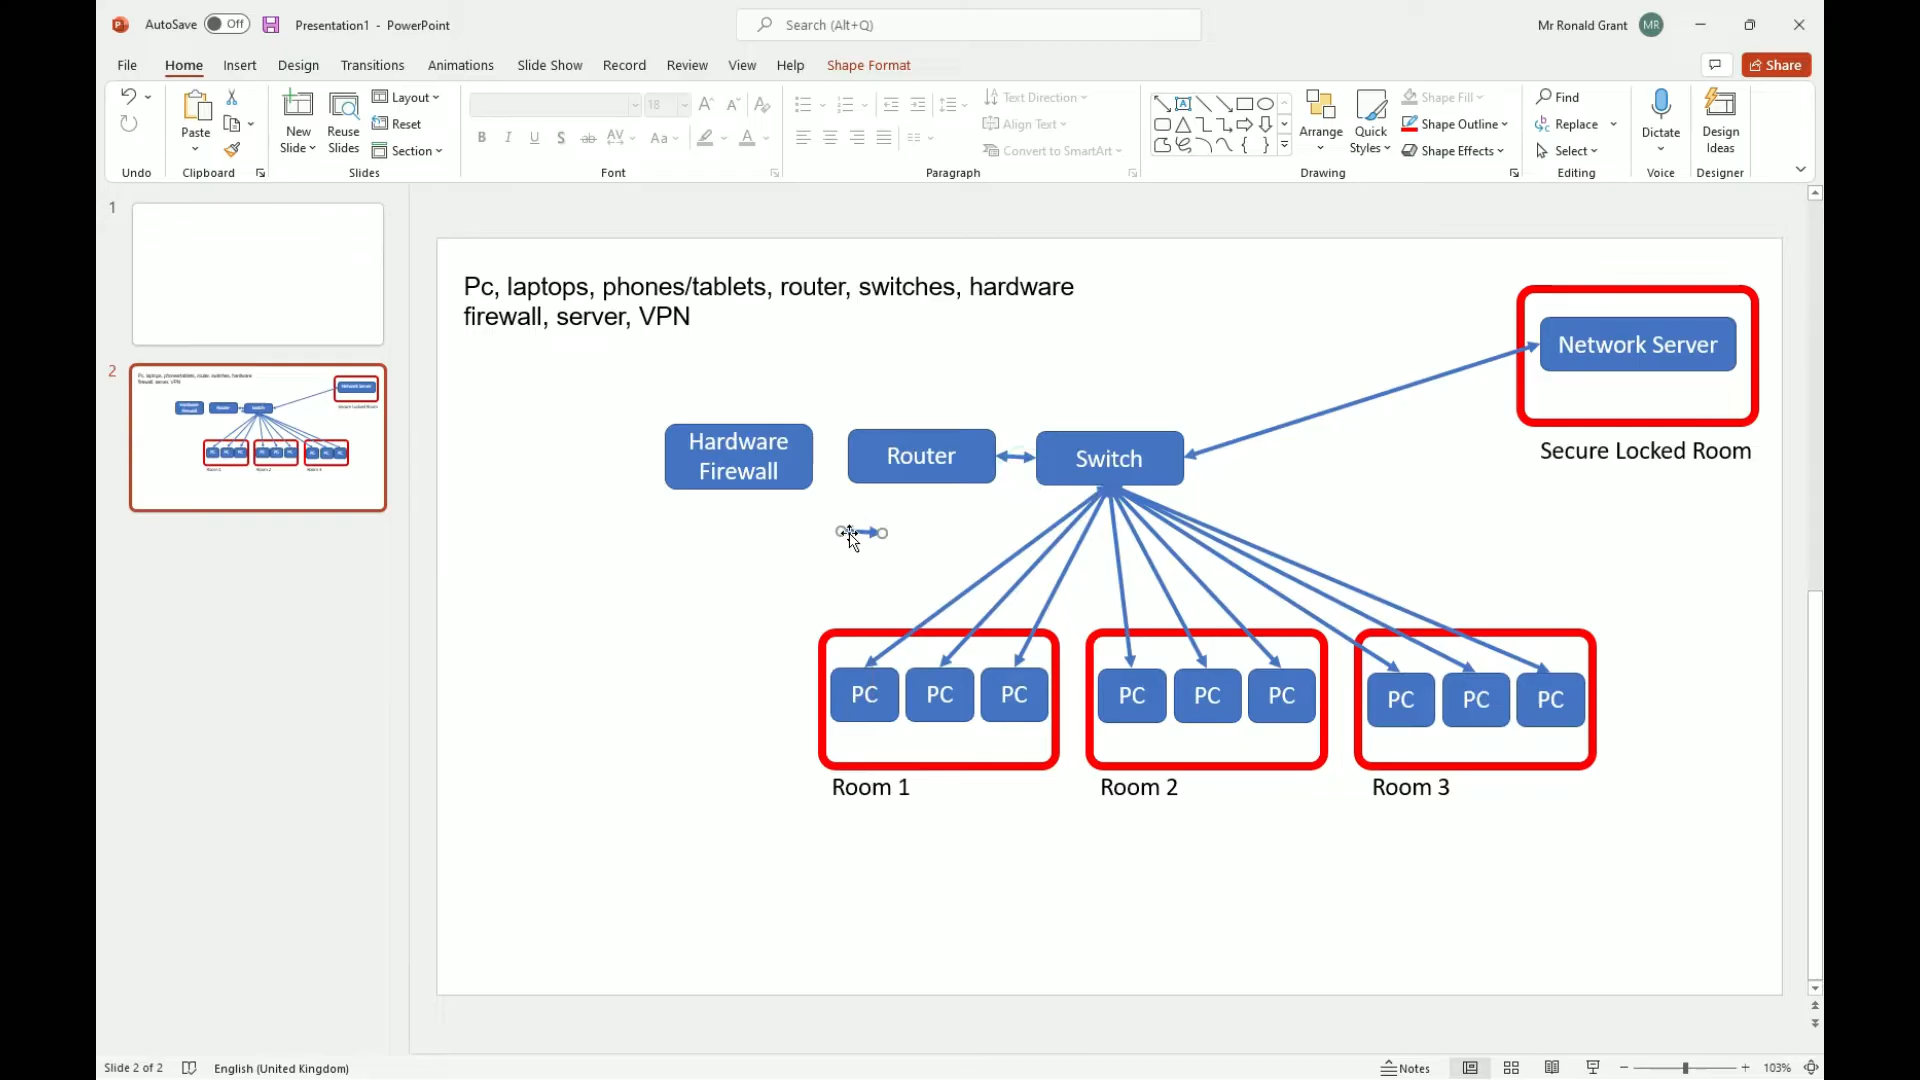 AutoSave Off Presentation1 - PowerPoint Search (Alt+Q) Mr Ronald Grant MR
File Home Insert Design Transitions Animations Slide Show Record Review View Help Shape Format Share
Paste
New Slide
Reuse Slides
Layout
Reset
Section
18
B I U S ab AV Aa A
Text Direction
Align Text
Convert to SmartArt
Arrange
Quick Styles
Shape Fill
Shape Outline
Shape Effects
Find
Replace
Select
Dictate
Design Ideas
Undo Clipboard Slides Font Paragraph Drawing Editing Voice Designer
1
2
Pc, laptops, phones/tablets, router, switches, hardware
firewall, server, VPN
Network Server
Secure Locked Room
Hardware
Firewall
Router
Switch
PC PC PC PC PC PC PC PC PC
Room 1 Room 2 Room 3
Slide 2 of 2 English (United Kingdom) Notes 103%